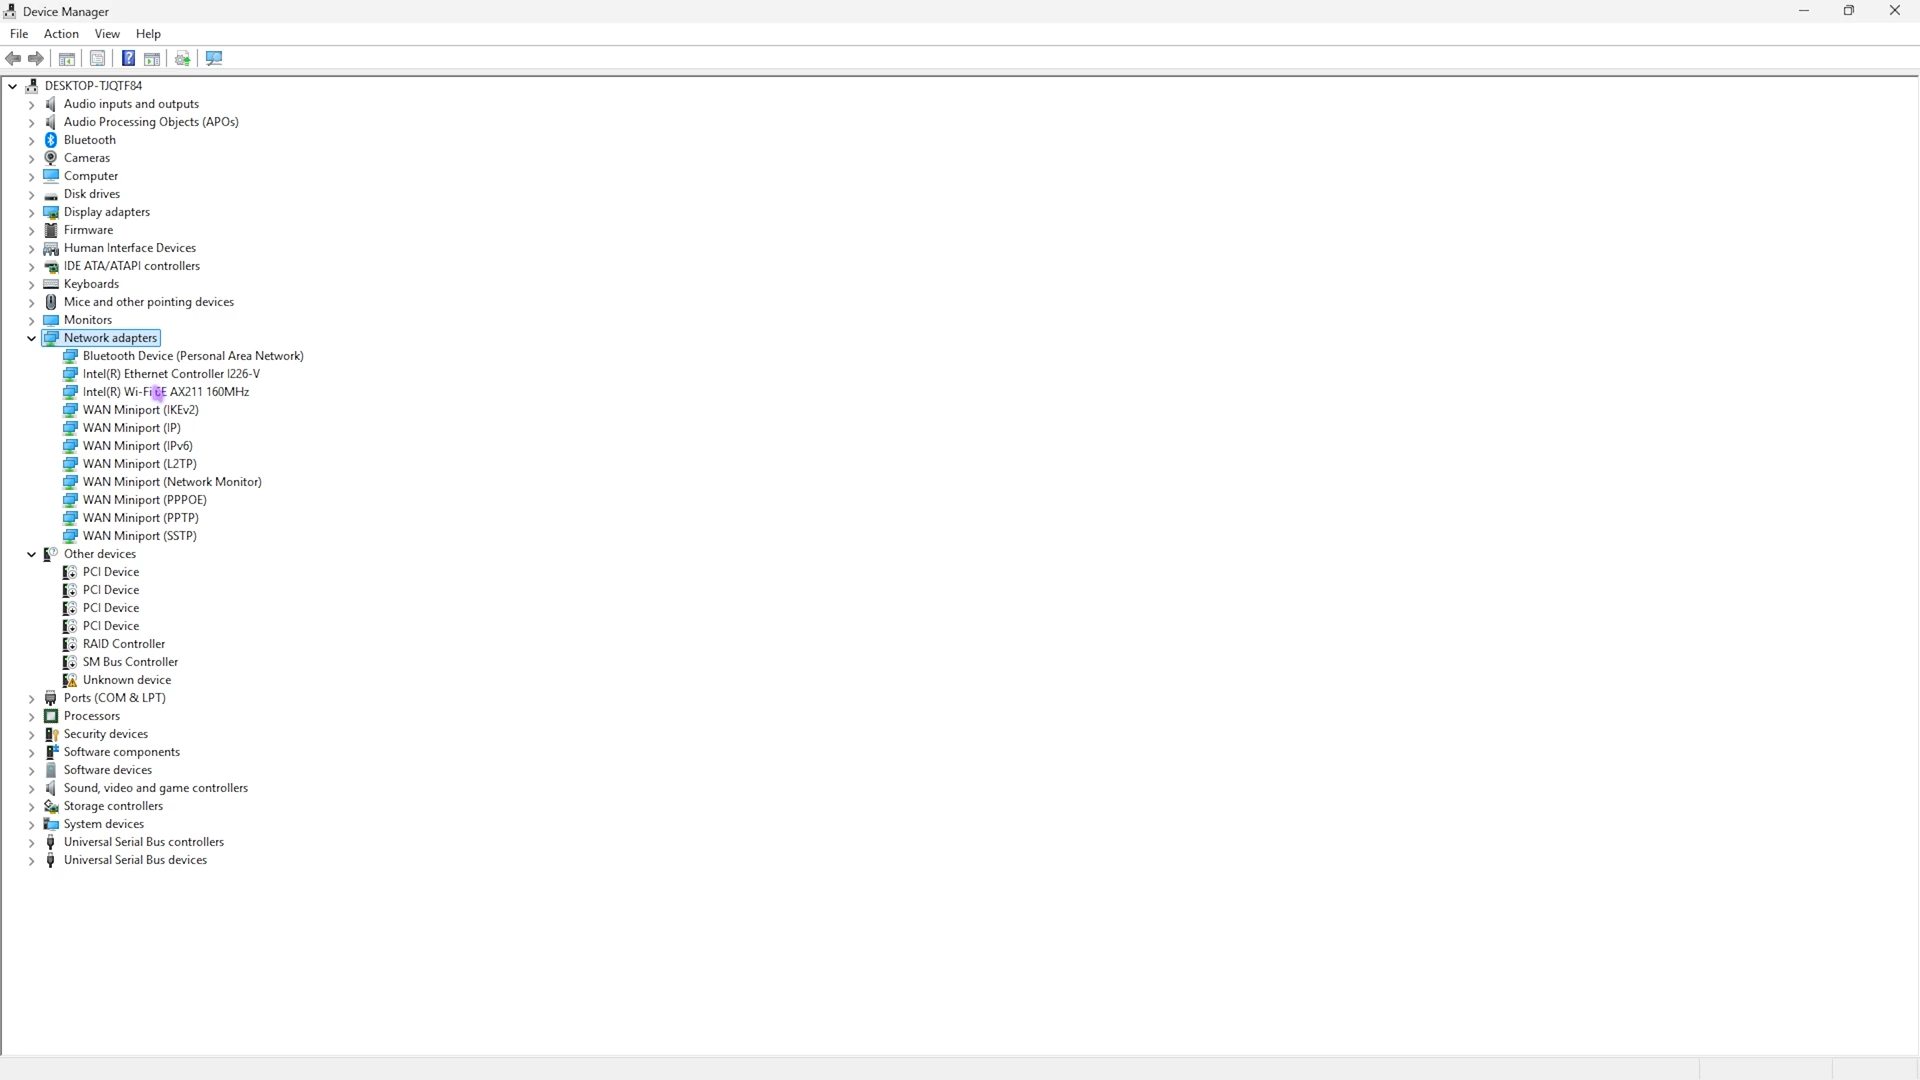 Device Manager
File Action View Help
DESKTOP-TJQTF84
Audio inputs and outputs
Audio Processing Objects (APOs)
Bluetooth
Cameras
Computer
Disk drives
Display adapters
Firmware
Human Interface Devices
IDE ATA/ATAPI controllers
Keyboards
Mice and other pointing devices
Monitors
Network adapters
Bluetooth Device (Personal Area Network)
Intel(R) Ethernet Controller I226-V
Intel(R) Wi-Fi 6E AX211 160MHz
WAN Miniport (IKEv2)
WAN Miniport (IP)
WAN Miniport (IPv6)
WAN Miniport (L2TP)
WAN Miniport (Network Monitor)
WAN Miniport (PPPOE)
WAN Miniport (PPTP)
WAN Miniport (SSTP)
Other devices
PCI Device
PCI Device
PCI Device
PCI Device
RAID Controller
SM Bus Controller
Unknown device
Ports (COM & LPT)
Processors
Security devices
Software components
Software devices
Sound, video and game controllers
Storage controllers
System devices
Universal Serial Bus controllers
Universal Serial Bus devices